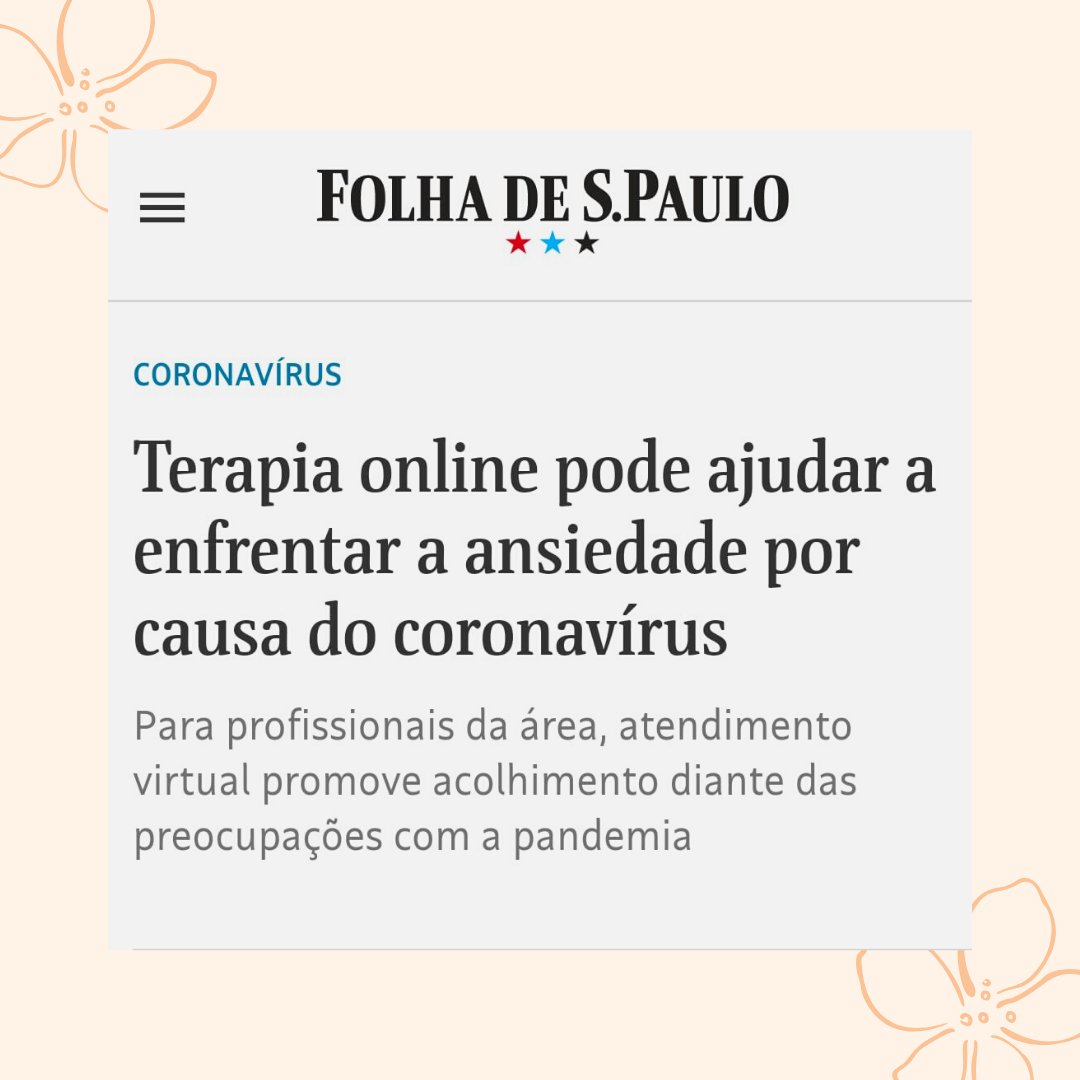 FOLHA DE S.PAULO
CORONAVÍRUS
Terapia online pode ajudar a
enfrentar a ansiedade por
causa do coronavírus
Para profissionais da área, atendimento
virtual promove acolhimento diante das
preocupações com a pandemia